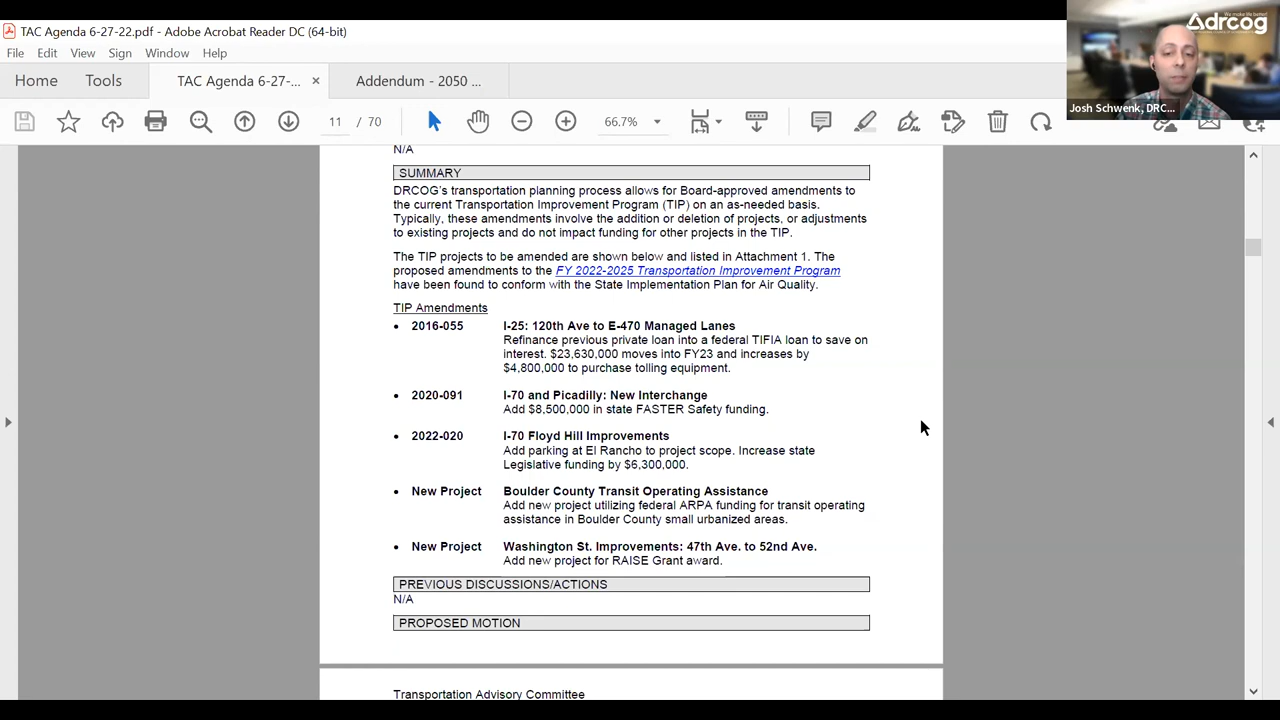 TAC Agenda 6-27-22.pdf - Adobe Acrobat Reader DC (64-bit)
File Edit View Sign Window Help
Home Tools TAC Agenda 6-27-... × Addendum - 2050 ...
11 / 70 66.7%
We make life better!
drcog
Josh Schwenk, DRC...
N/A
SUMMARY
DRCOG's transportation planning process allows for Board-approved amendments to
the current Transportation Improvement Program (TIP) on an as-needed basis.
Typically, these amendments involve the addition or deletion of projects, or adjustments
to existing projects and do not impact funding for other projects in the TIP.
The TIP projects to be amended are shown below and listed in Attachment 1. The
proposed amendments to the FY 2022-2025 Transportation Improvement Program
have been found to conform with the State Implementation Plan for Air Quality.
TIP Amendments
• 2016-055 I-25: 120th Ave to E-470 Managed Lanes
Refinance previous private loan into a federal TIFIA loan to save on
interest. $23,630,000 moves into FY23 and increases by
$4,800,000 to purchase tolling equipment.
• 2020-091 I-70 and Picadilly: New Interchange
Add $8,500,000 in state FASTER Safety funding.
• 2022-020 I-70 Floyd Hill Improvements
Add parking at El Rancho to project scope. Increase state
Legislative funding by $6,300,000.
• New Project Boulder County Transit Operating Assistance
Add new project utilizing federal ARPA funding for transit operating
assistance in Boulder County small urbanized areas.
• New Project Washington St. Improvements: 47th Ave. to 52nd Ave.
Add new project for RAISE Grant award.
PREVIOUS DISCUSSIONS/ACTIONS
N/A
PROPOSED MOTION
Transportation Advisory Committee